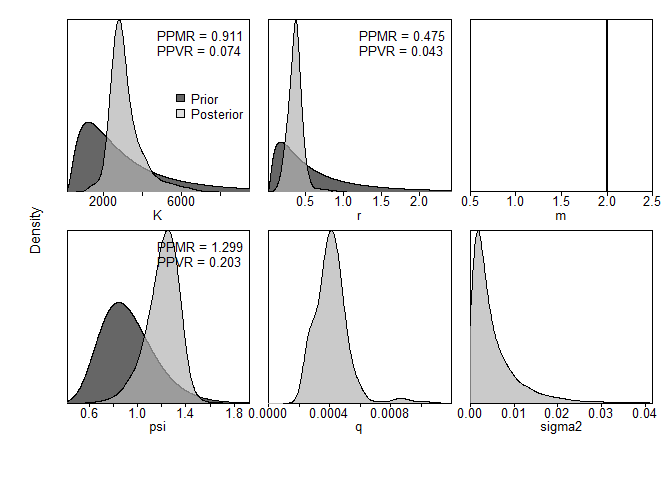 PPMR = 0.911
PPVR = 0.074
Prior
Posterior
2000 6000
K
PPMR = 0.475
PPVR = 0.043
0.5 1.0 1.5 2.0
r
0.5 1.0 1.5 2.0 2.5
m
Density
PPMR = 1.299
PPVR = 0.203
0.6 1.0 1.4 1.8
psi
0.0000 0.0004 0.0008
q
0.00 0.01 0.02 0.03 0.04
sigma2